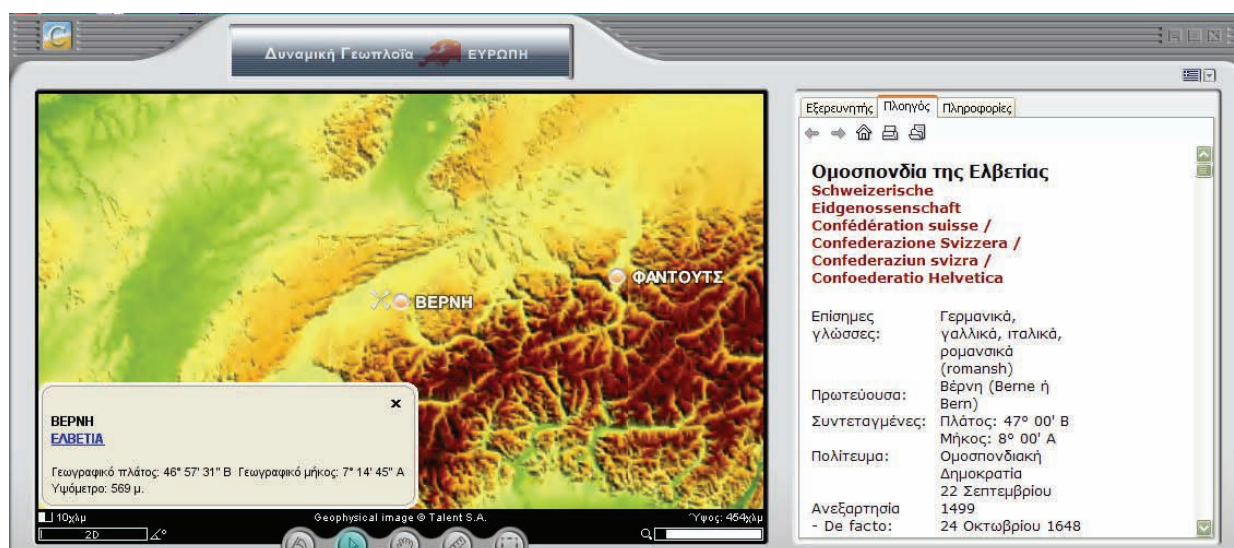 C
Δυναμική Γεωπλοΐα ΕΥΡΩΠΗ
ΦΑΝΤΟΥΤΣ
ΒΕΡΝΗ
ΒΕΡΝΗ
ΕΛΒΕΤΙΑ
Γεωγραφικό πλάτος: 46° 57' 31'' Β Γεωγραφικό μήκος: 7° 14' 45'' Α
Υψόμετρο: 569 μ.
10χλμ
Geophysical image © Talent S.A.
Ύψος: 454χλμ
2D
Εξερευνητής Πλοηγός Πληροφορίες
Ομοσπονδία της Ελβετίας
Schweizerische
Eidgenossensc
haft
Confédération
suisse /
Confederazione Svizzera /
Confederaziun svizra /
Confoederatio Helvetica
Επίσημες γλώσσες: Γερμανικά,
γαλλικά, ιταλικά,
ρομανσικά
(romansh)
Πρωτεύουσα: Βέρνη (Berne ή
Bern)
Συντεταγμένες: Πλάτος: 47° 00' Β
Μήκος: 8° 00' Α
Πολίτευμα: Ομοσπονδιακή
Δημοκρατία
22 Σεπτεμβρίου
Ανεξαρτησία 1499
- De facto: 24 Οκτωβρίου 1648